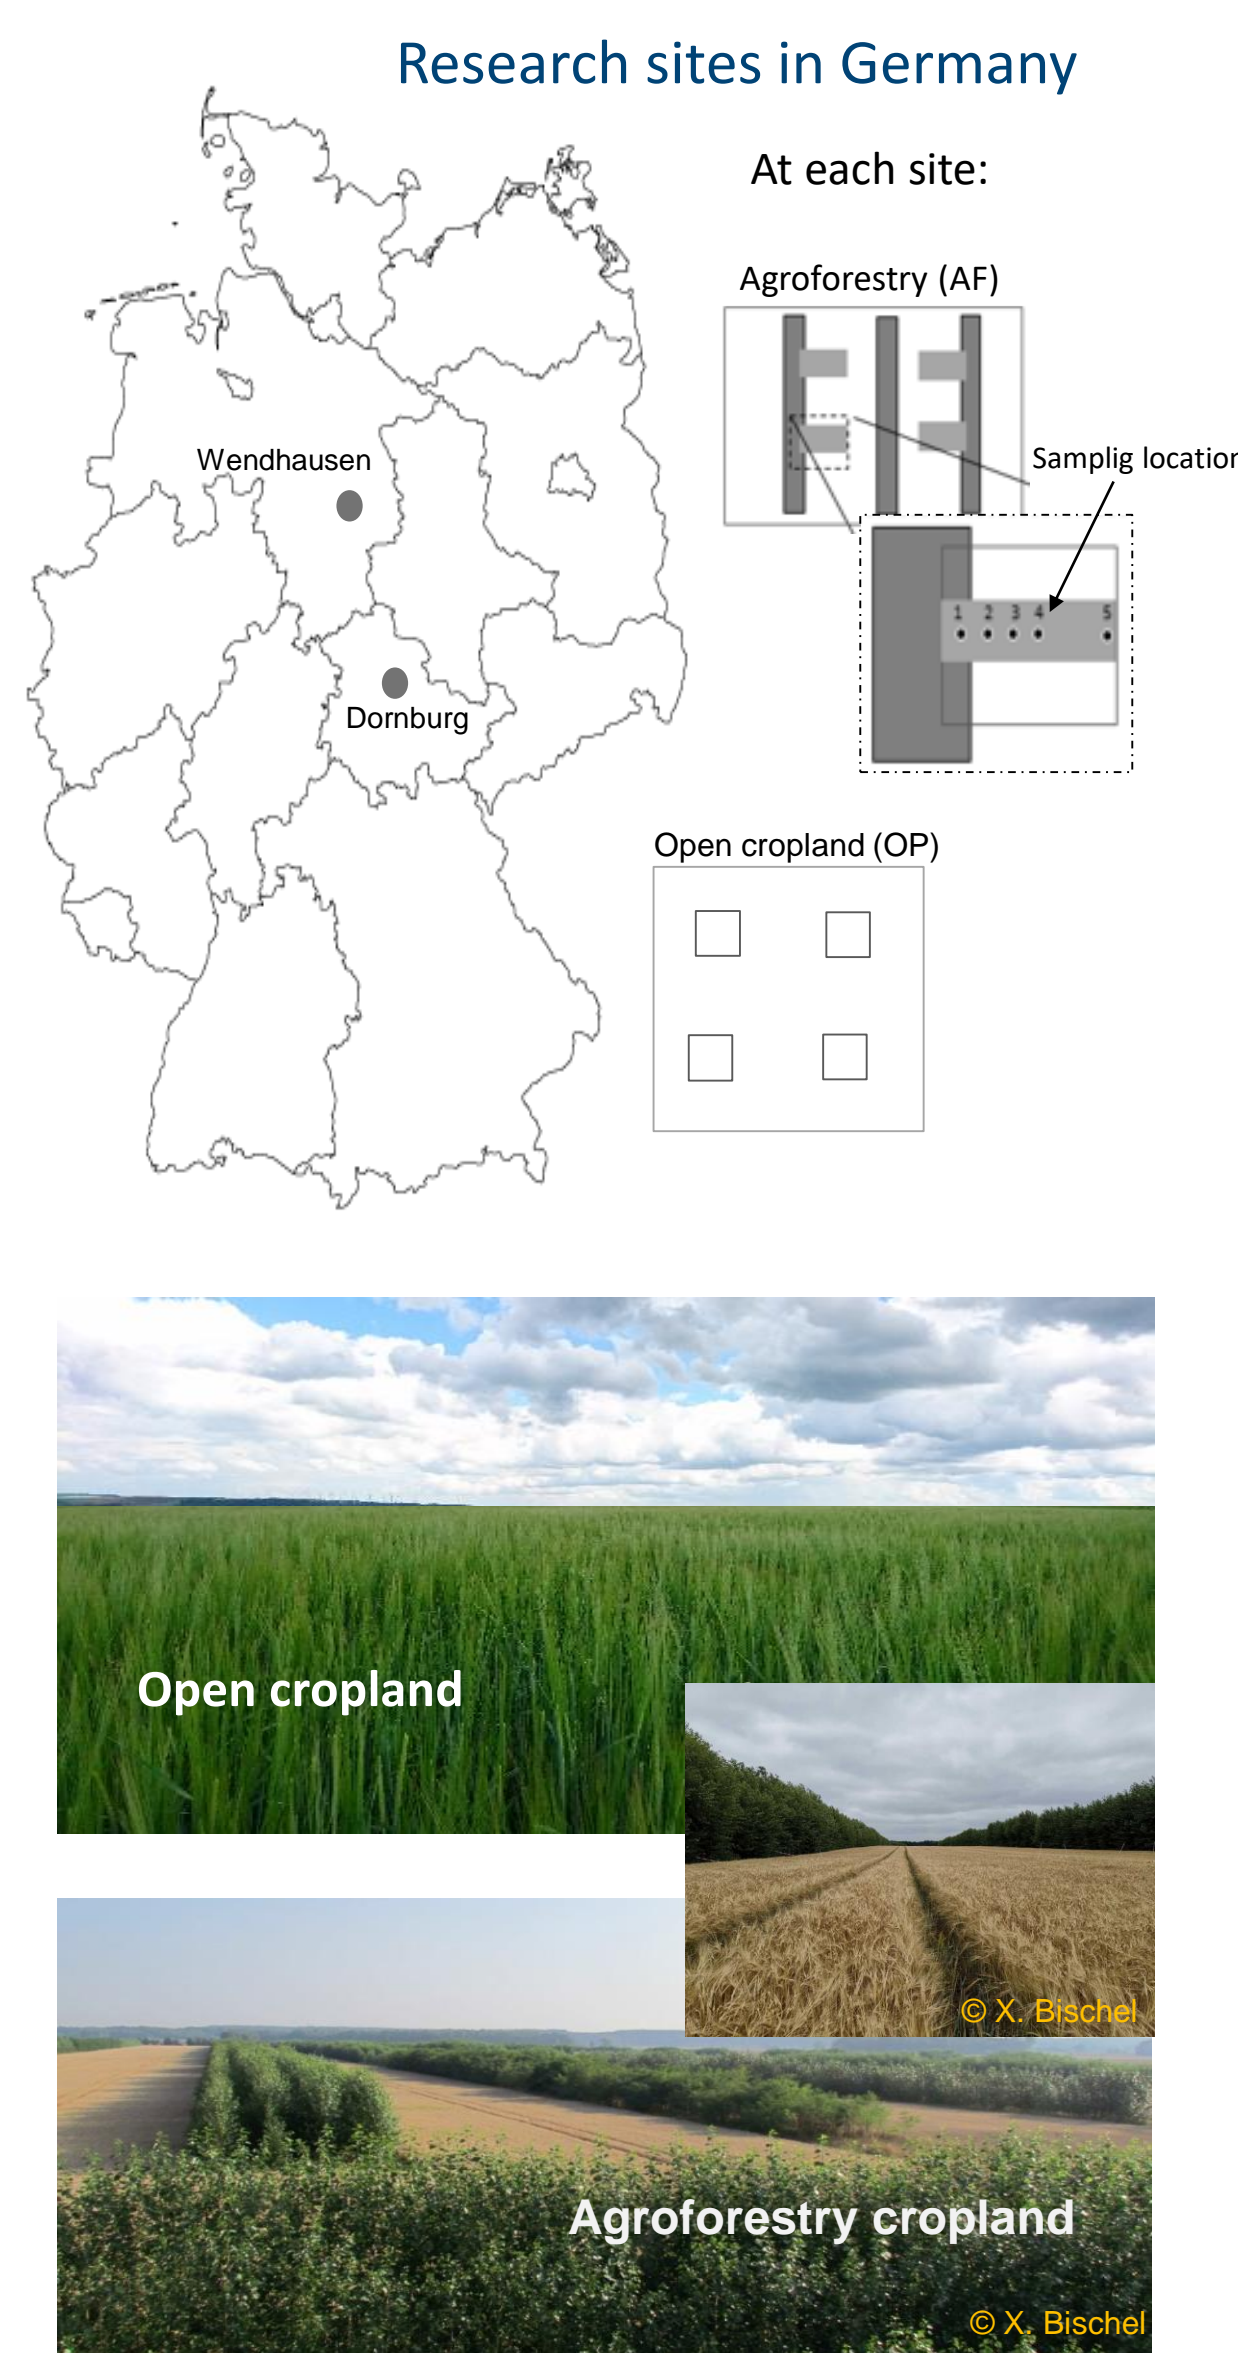 Research sites in Germany
At each site:
Agroforestry (AF)
Wendhausen
Samplig location
1 2 3 4 5
Dornburg
Open cropland (OP)
Open cropland
© X. Bischel
Agroforestry cropland
© X. Bischel